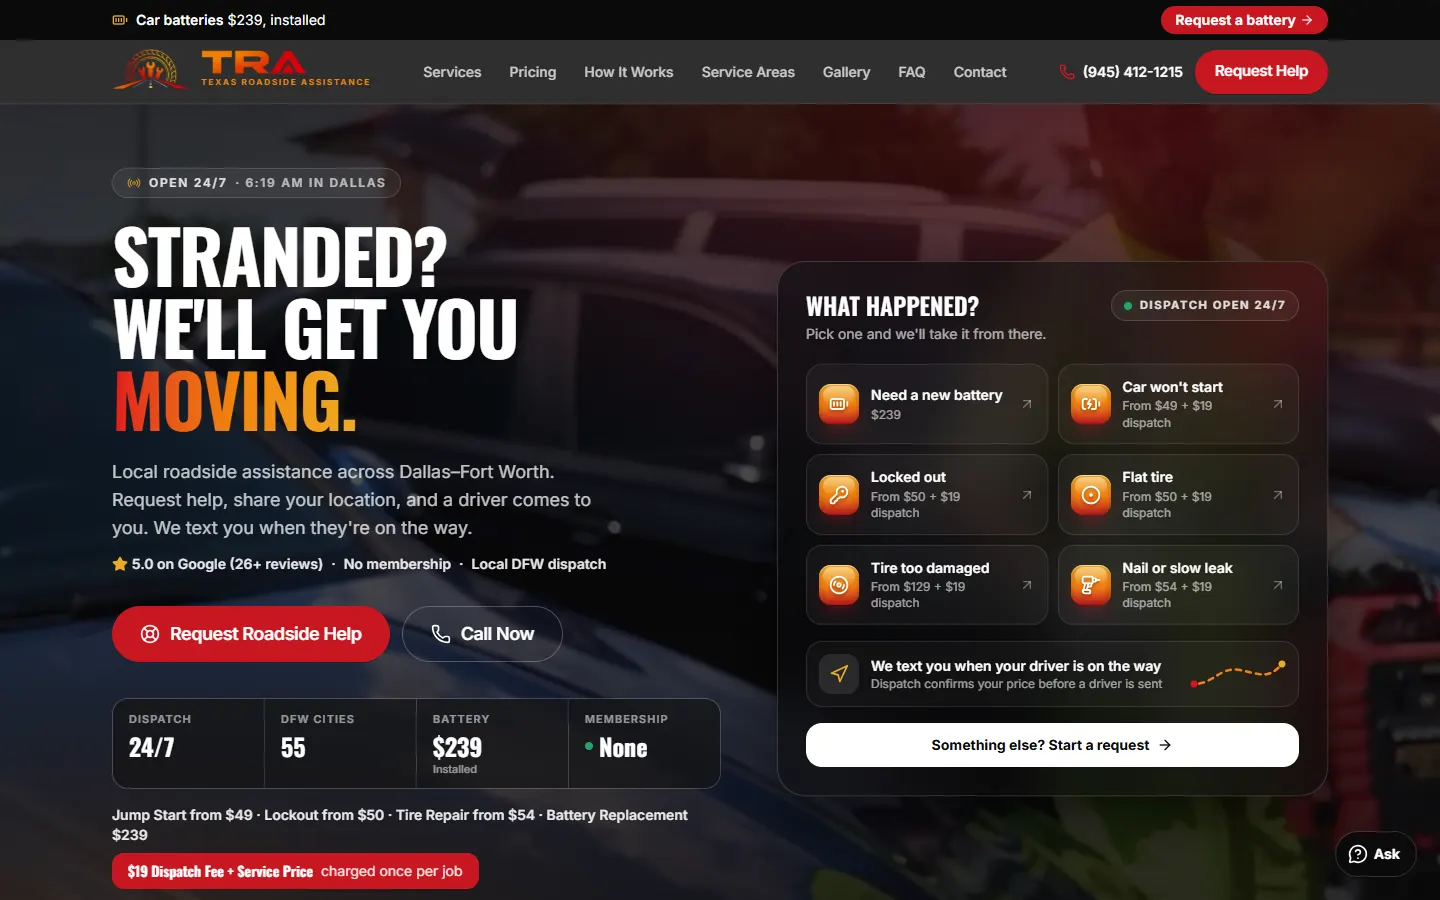 Car batteries $239, installed
Request a battery →
TRA
TEXAS ROADSIDE ASSISTANCE
Services
Pricing
How It Works
Service Areas
Gallery
FAQ
Contact
(945) 412-1215
Request Help
OPEN 24/7 · 6:19 AM IN DALLAS
STRANDED?
WE'LL GET YOU
MOVING.
Local roadside assistance across Dallas–Fort Worth.
Request help, share your location, and a driver comes to
you. We text you when they're on the way.
5.0 on Google (26+ reviews) · No membership · Local DFW dispatch
Request Roadside Help
Call Now
DISPATCH
24/7
DFW CITIES
55
BATTERY
$239
Installed
MEMBERSHIP
None
Jump Start from $49 · Lockout from $50 · Tire Repair from $54 · Battery Replacement
$239
$19 Dispatch Fee + Service Price charged once per job
WHAT HAPPENED?
DISPATCH OPEN 24/7
Pick one and we'll take it from there.
Need a new battery
$239
Car won't start
From $49 + $19
dispatch
Locked out
From $50 + $19
dispatch
Flat tire
From $50 + $19
dispatch
Tire too damaged
From $129 + $19
dispatch
Nail or slow leak
From $54 + $19
dispatch
We text you when your driver is on the way
Dispatch confirms your price before a driver is sent
Something else? Start a request →
Ask